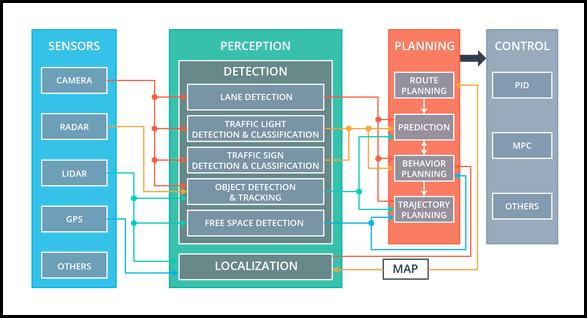 SENSORS
CAMERA
RADAR
LIDAR
GPS
OTHERS
PERCEPTION
DETECTION
LANE DETECTION
TRAFFIC LIGHT
DETECTION & CLASSIFICATION
TRAFFIC SIGN
DETECTION & CLASSIFICATION
OBJECT DETECTION
& TRACKING
FREE SPACE DETECTION
LOCALIZATION
PLANNING
ROUTE
PLANNING
PREDICTION
BEHAVIOR
PLANNING
TRAJECTORY
PLANNING
MAP
CONTROL
PID
MPC
OTHERS